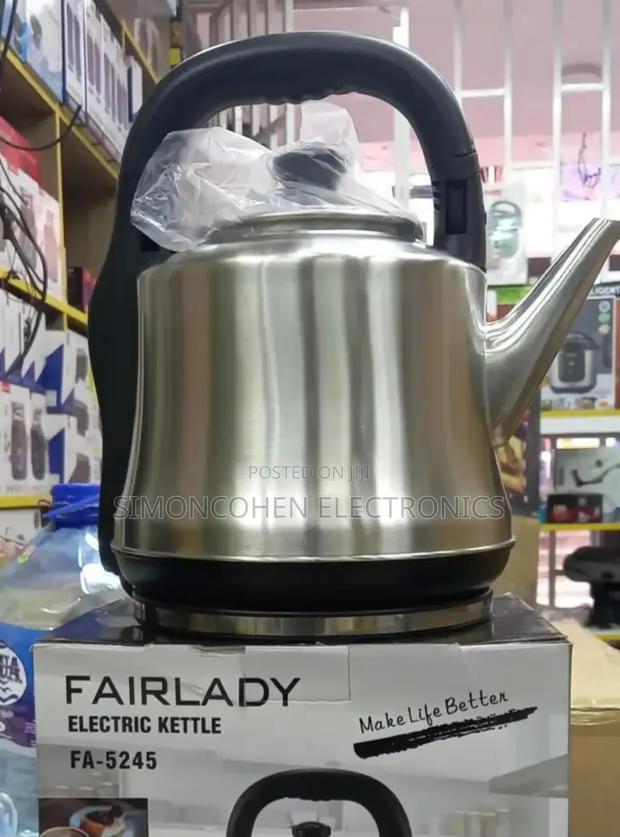 POSTED ON JIJI
SIMONCOHEN ELECTRONICS
FAIRLADY
ELECTRIC KETTLE
FA-5245
Make Life Better